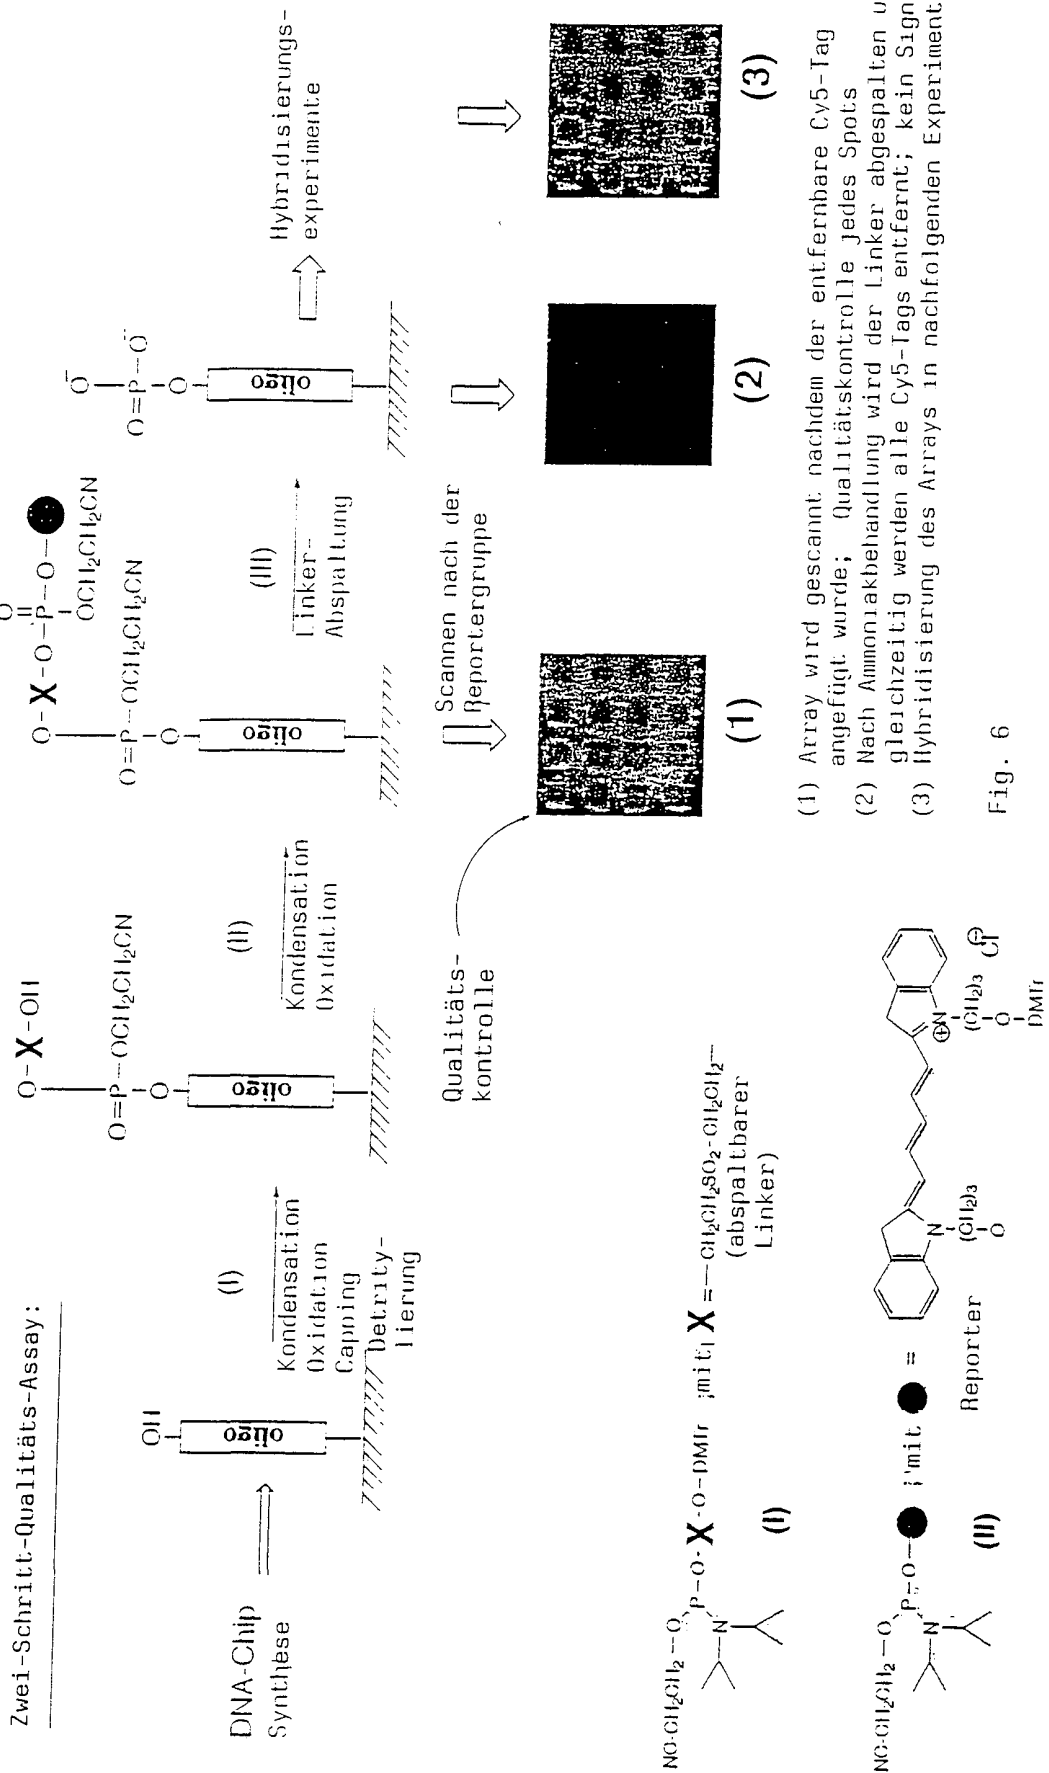 Zwei-Schritt-Qualitäts-Assay:
DNA-Chip
Synthese
OH
oligo
(I)
Kondensation
Oxidation
Capping
Detrity-
lierung
O-X-OH
O=P-OCH2CH2CN
O
oligo
(II)
Kondensation
Oxidation
O
O-X-O-P-O-
OCH2CH2CN
O=P-OCH2CH2CN
O
oligo
(III)
Linker-
Abspaltung
O-
O=P-O-
O
oligo
Hybridisierungs-
experimente
Qualitäts-
kontrolle
Scannen nach der
Reportergruppe
(1)
(2)
(3)
NC-CH2CH2-O
P-O-X-O-DMTr mit X = -CH2CH2SO2-CH2CH2-
N
(abspaltbarer
Linker)
(I)
NC-CH2CH2-O
P-O- mit =
N
Reporter
(II)
N
(CH2)3
O
N
(CH2)3
O-DMTr
Cl
(1) Array wird gescannt nachdem der entfernbare Cy5-Tag
angefügt wurde; Qualitätskontrolle jedes Spots
(2) Nach Ammoniakbehandlung wird der Linker abgespalten
gleichzeitig werden alle Cy5-Tags entfernt; kein
(3) Hybridisierung des Arrays in nachfolgenden
Fig. 6